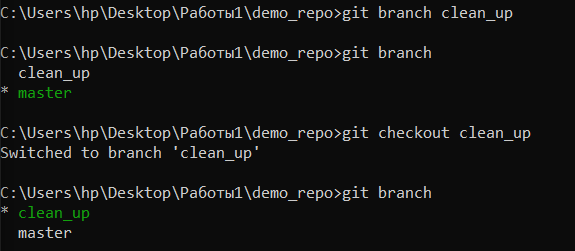 C:\Users\hp\Desktop\Работы1\demo_repo>git branch clean_up
C:\Users\hp\Desktop\Работы1\demo_repo>git branch
  clean_up
* master
C:\Users\hp\Desktop\Работы1\demo_repo>git checkout clean_up
Switched to branch 'clean_up'
C:\Users\hp\Desktop\Работы1\demo_repo>git branch
* clean_up
  master